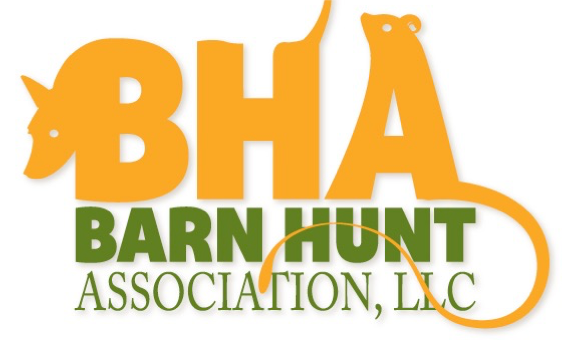 BHA
BARN HUNT
ASSOCIATION, LLC